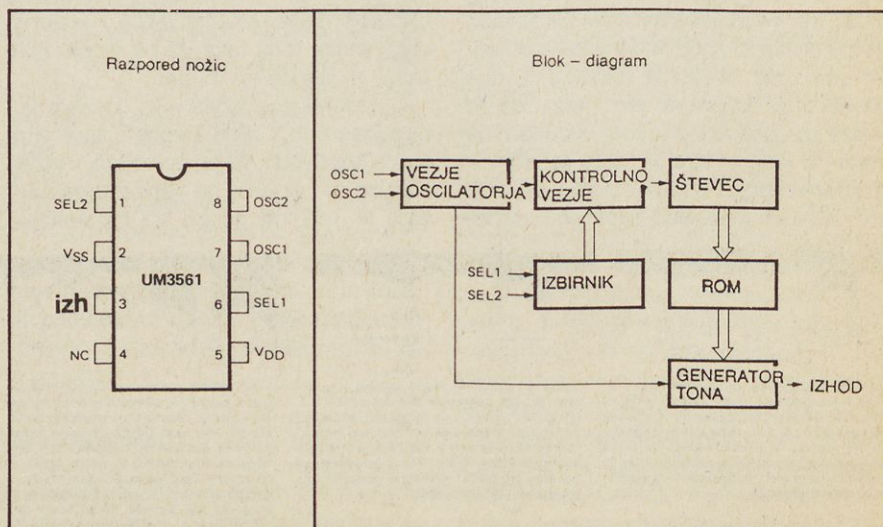 Razpored nožic
SEL2 1
VSS 2
izh 3
NC 4
UM3561
8 OSC2
7 OSC1
6 SEL1
5 VDD
Blok – diagram
OSC1
OSC2
VEZJE
OSCILATORJA
KONTROLNO
VEZJE
ŠTEVEC
SEL1
SEL2
IZBIRNIK
ROM
GENERATOR
TONA
IZHOD